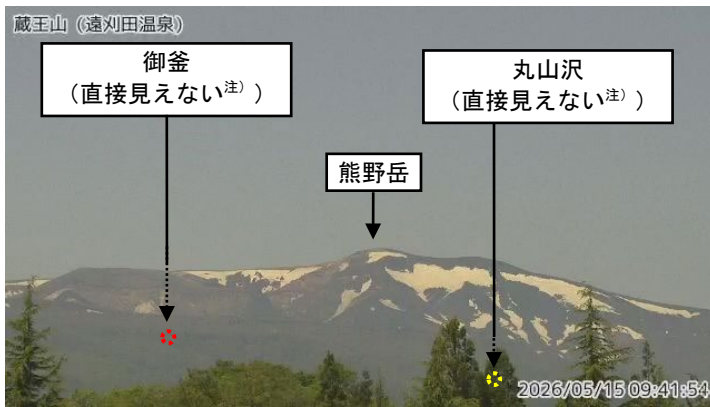 蔵王山（遠刈田温泉）
御釜
（直接見えない注））
丸山沢
（直接見えない注））
熊野岳
2026/05/15 09:41:54